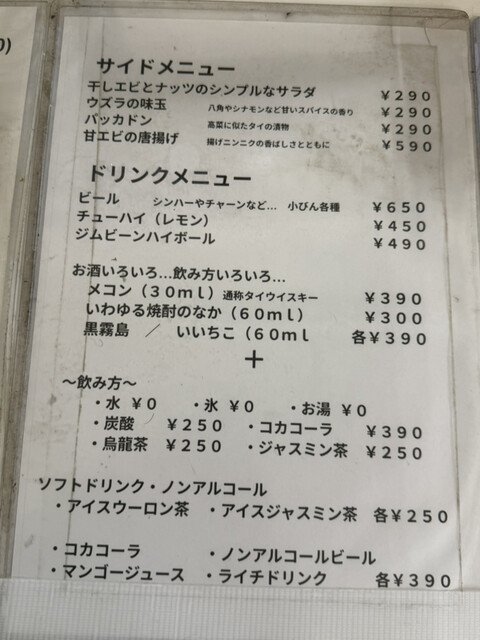 )
サイドメニュー
干しエビとナッツのシンプルなサラダ ￥２９０
ウズラの味玉 八角やシナモンなど甘いスパイスの香り ￥２９０
パッカドン 高菜に似たタイの漬物 ￥２９０
甘エビの唐揚げ 揚げニンニクの香ばしさとともに ￥５９０
ドリンクメニュー
ビール シンハーやチャーンなど… 小びん各種 ￥６５０
チューハイ（レモン） ￥４５０
ジムビーンハイボール ￥４９０
お酒いろいろ…飲み方いろいろ…
メコン（３０ｍｌ）通称タイウイスキー ￥３９０
いわゆる焼酎のなか（６０ｍｌ） ￥３００
黒霧島 ／ いいちこ（６０ｍｌ 各￥３９０
＋
～飲み方～
・水 ￥０ ・氷 ￥０ ・お湯 ￥０
・炭酸 ￥２５０ ・コカコーラ ￥３９０
・烏龍茶 ￥２５０ ・ジャスミン茶 ￥２５０
ソフトドリンク・ノンアルコール
・アイスウーロン茶 ・アイスジャスミン茶 各￥２５０
・コカコーラ ・ノンアルコールビール
・マンゴージュース ・ライチドリンク 各￥３９０